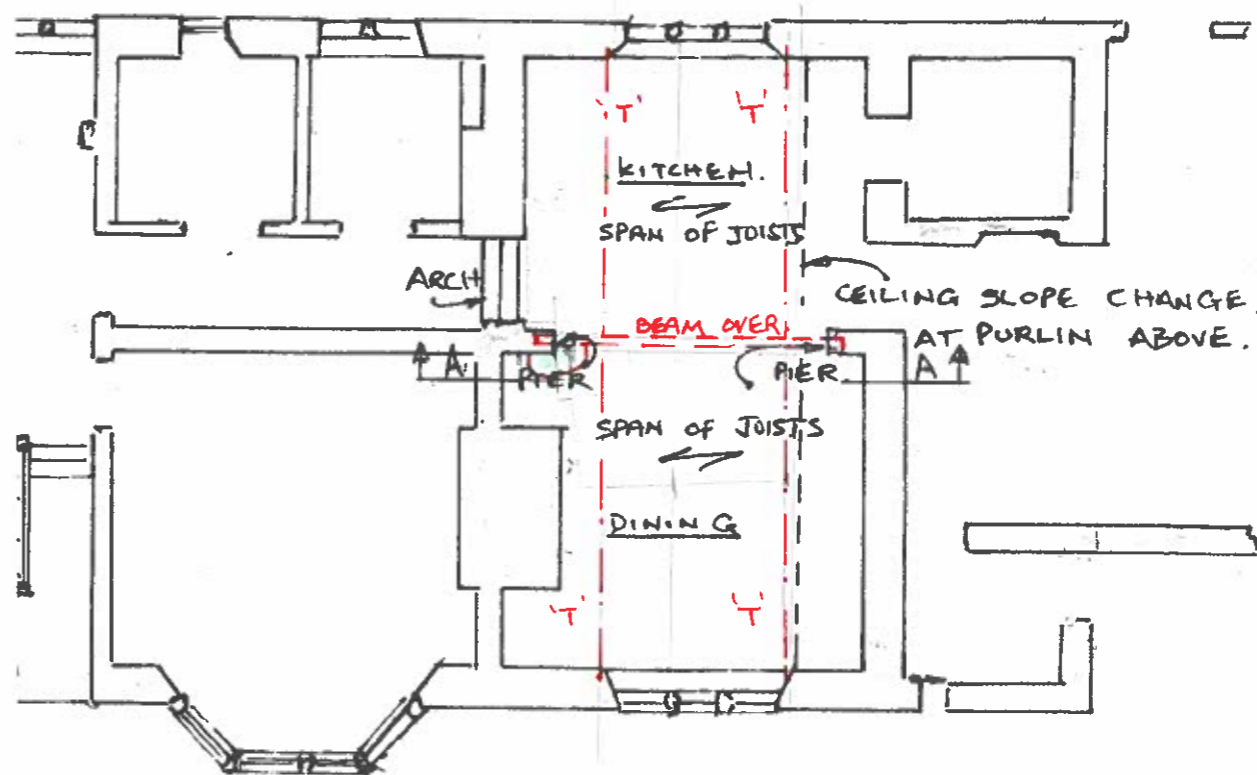 'T' 'T'
KITCHEN.
SPAN OF JOISTS
ARCH
CEILING SLOPE CHANGE
AT PURLIN ABOVE.
BEAM OVER
A PIER
PIER A
SPAN OF JOISTS
DINING
'T' 'T'